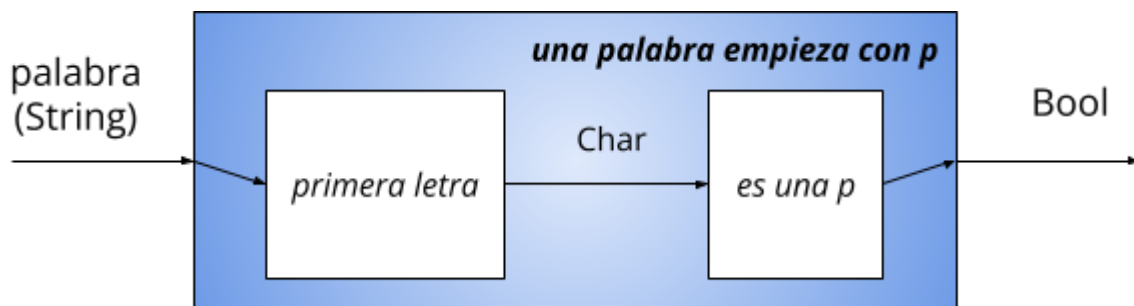 una palabra empieza con p
palabra
(String)
primera letra
Char
es una p
Bool